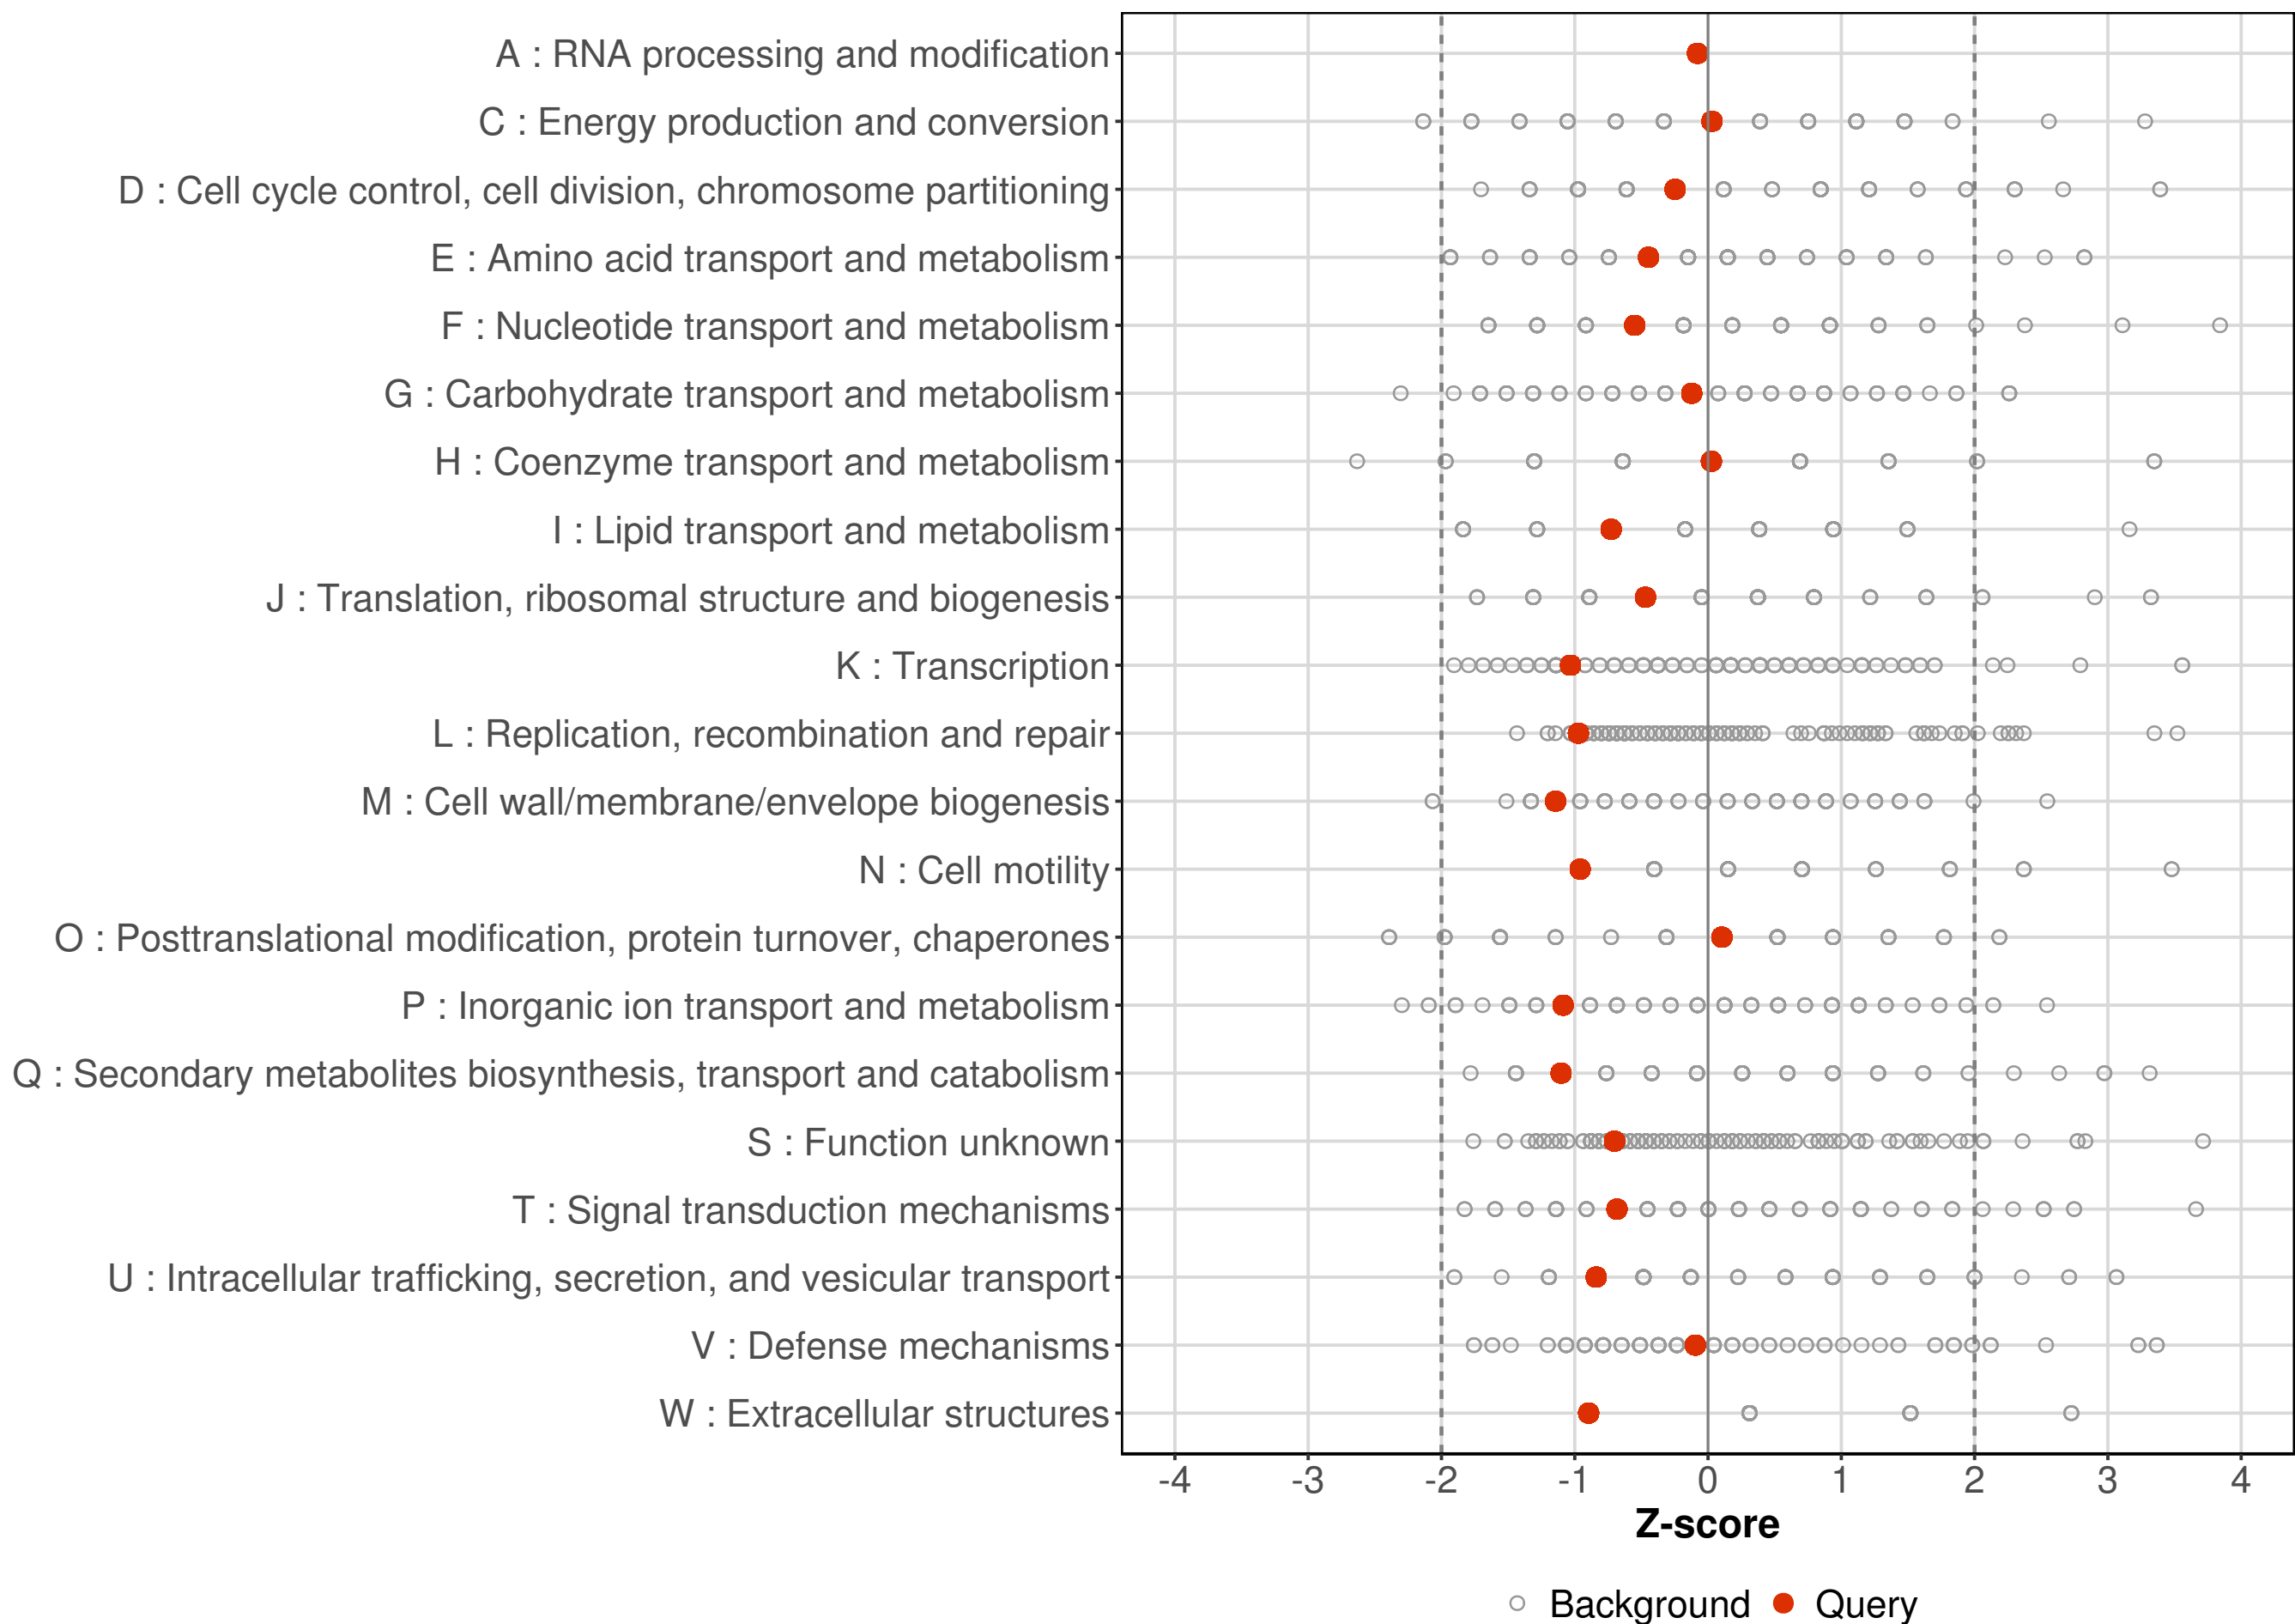 A : RNA processing and modification
C : Energy production and conversion
D : Cell cycle control, cell division, chromosome partitioning
E : Amino acid transport and metabolism
F : Nucleotide transport and metabolism
G : Carbohydrate transport and metabolism
H : Coenzyme transport and metabolism
I : Lipid transport and metabolism
J : Translation, ribosomal structure and biogenesis
K : Transcription
L : Replication, recombination and repair
M : Cell wall/membrane/envelope biogenesis
N : Cell motility
O : Posttranslational modification, protein turnover, chaperones
P : Inorganic ion transport and metabolism
Q : Secondary metabolites biosynthesis, transport and catabolism
S : Function unknown
T : Signal transduction mechanisms
U : Intracellular trafficking, secretion, and vesicular transport
V : Defense mechanisms
W : Extracellular structures
-4 -3 -2 -1 0 1 2 3 4
Z-score
Background Query